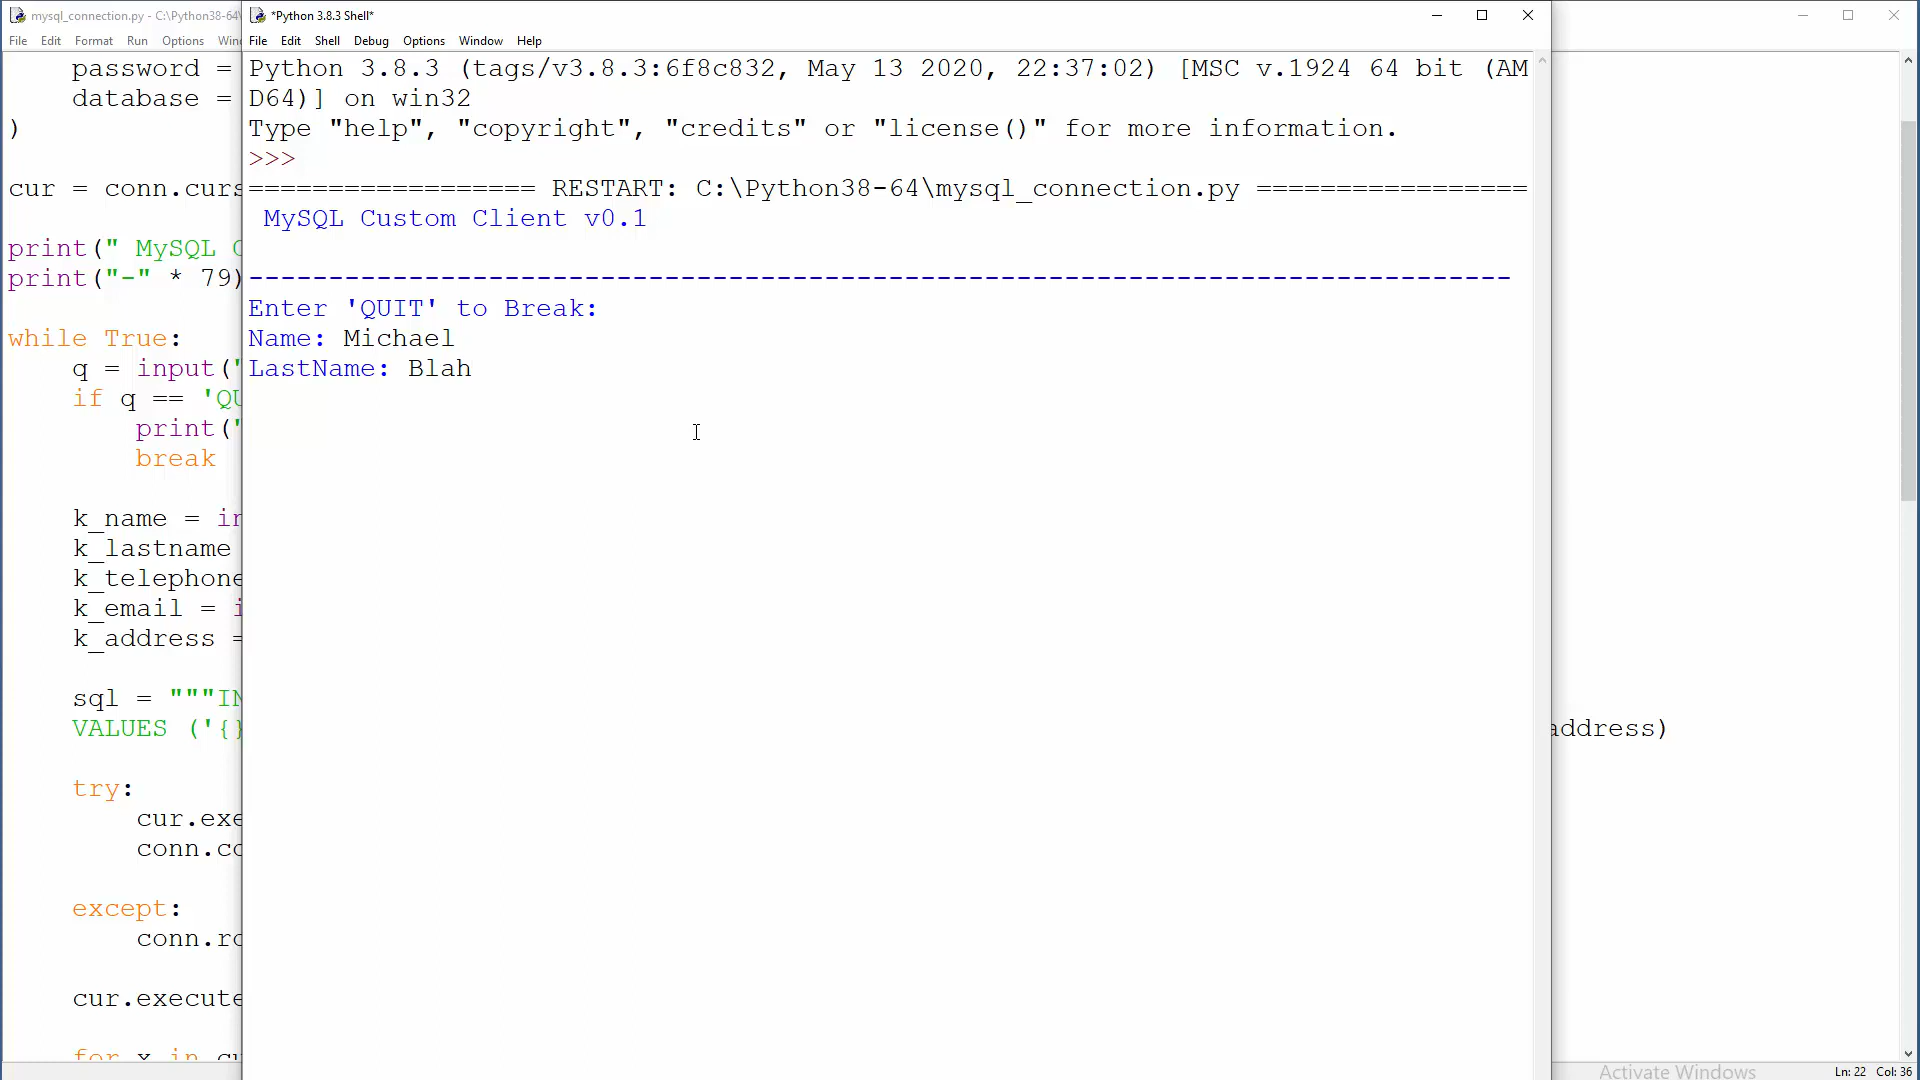 mysql_connection.py - C:\Python38-64\
File Edit Format Run Options
password =
database =
)
cur = conn.curs
print(" MySQL C
print("-" * 79)
while True:
q = input("
if q == 'QU
print("
break
k_name = in
k_lastname
k_telephone
k_email = i
k_address =
sql = """IN
VALUES ('{}
try:
cur.exe
conn.co
except:
conn.ro
cur.execute
for x in cu
*Python 3.8.3 Shell*
File Edit Shell Debug Options Window Help
Python 3.8.3 (tags/v3.8.3:6f8c832, May 13 2020, 22:37:02) [MSC v.1924 64 bit (AM
D64)] on win32
Type "help", "copyright", "credits" or "license()" for more information.
>>>
================== RESTART: C:\Python38-64\mysql_connection.py =================
MySQL Custom Client v0.1
-------------------------------------------------------------------------------
Enter 'QUIT' to Break:
Name: Michael
LastName: Blah
address)
Activate Windows
Ln: 22 Col: 36